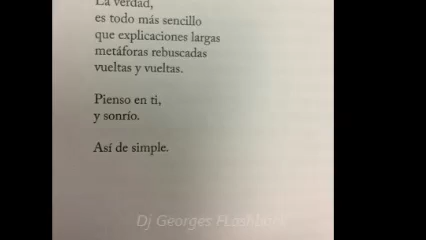 La verdad,
es todo más sencillo
que explicaciones largas
metáforas rebuscadas
vueltas y vueltas.
Pienso en ti,
y sonrío.
Así de simple.
Dj Georges